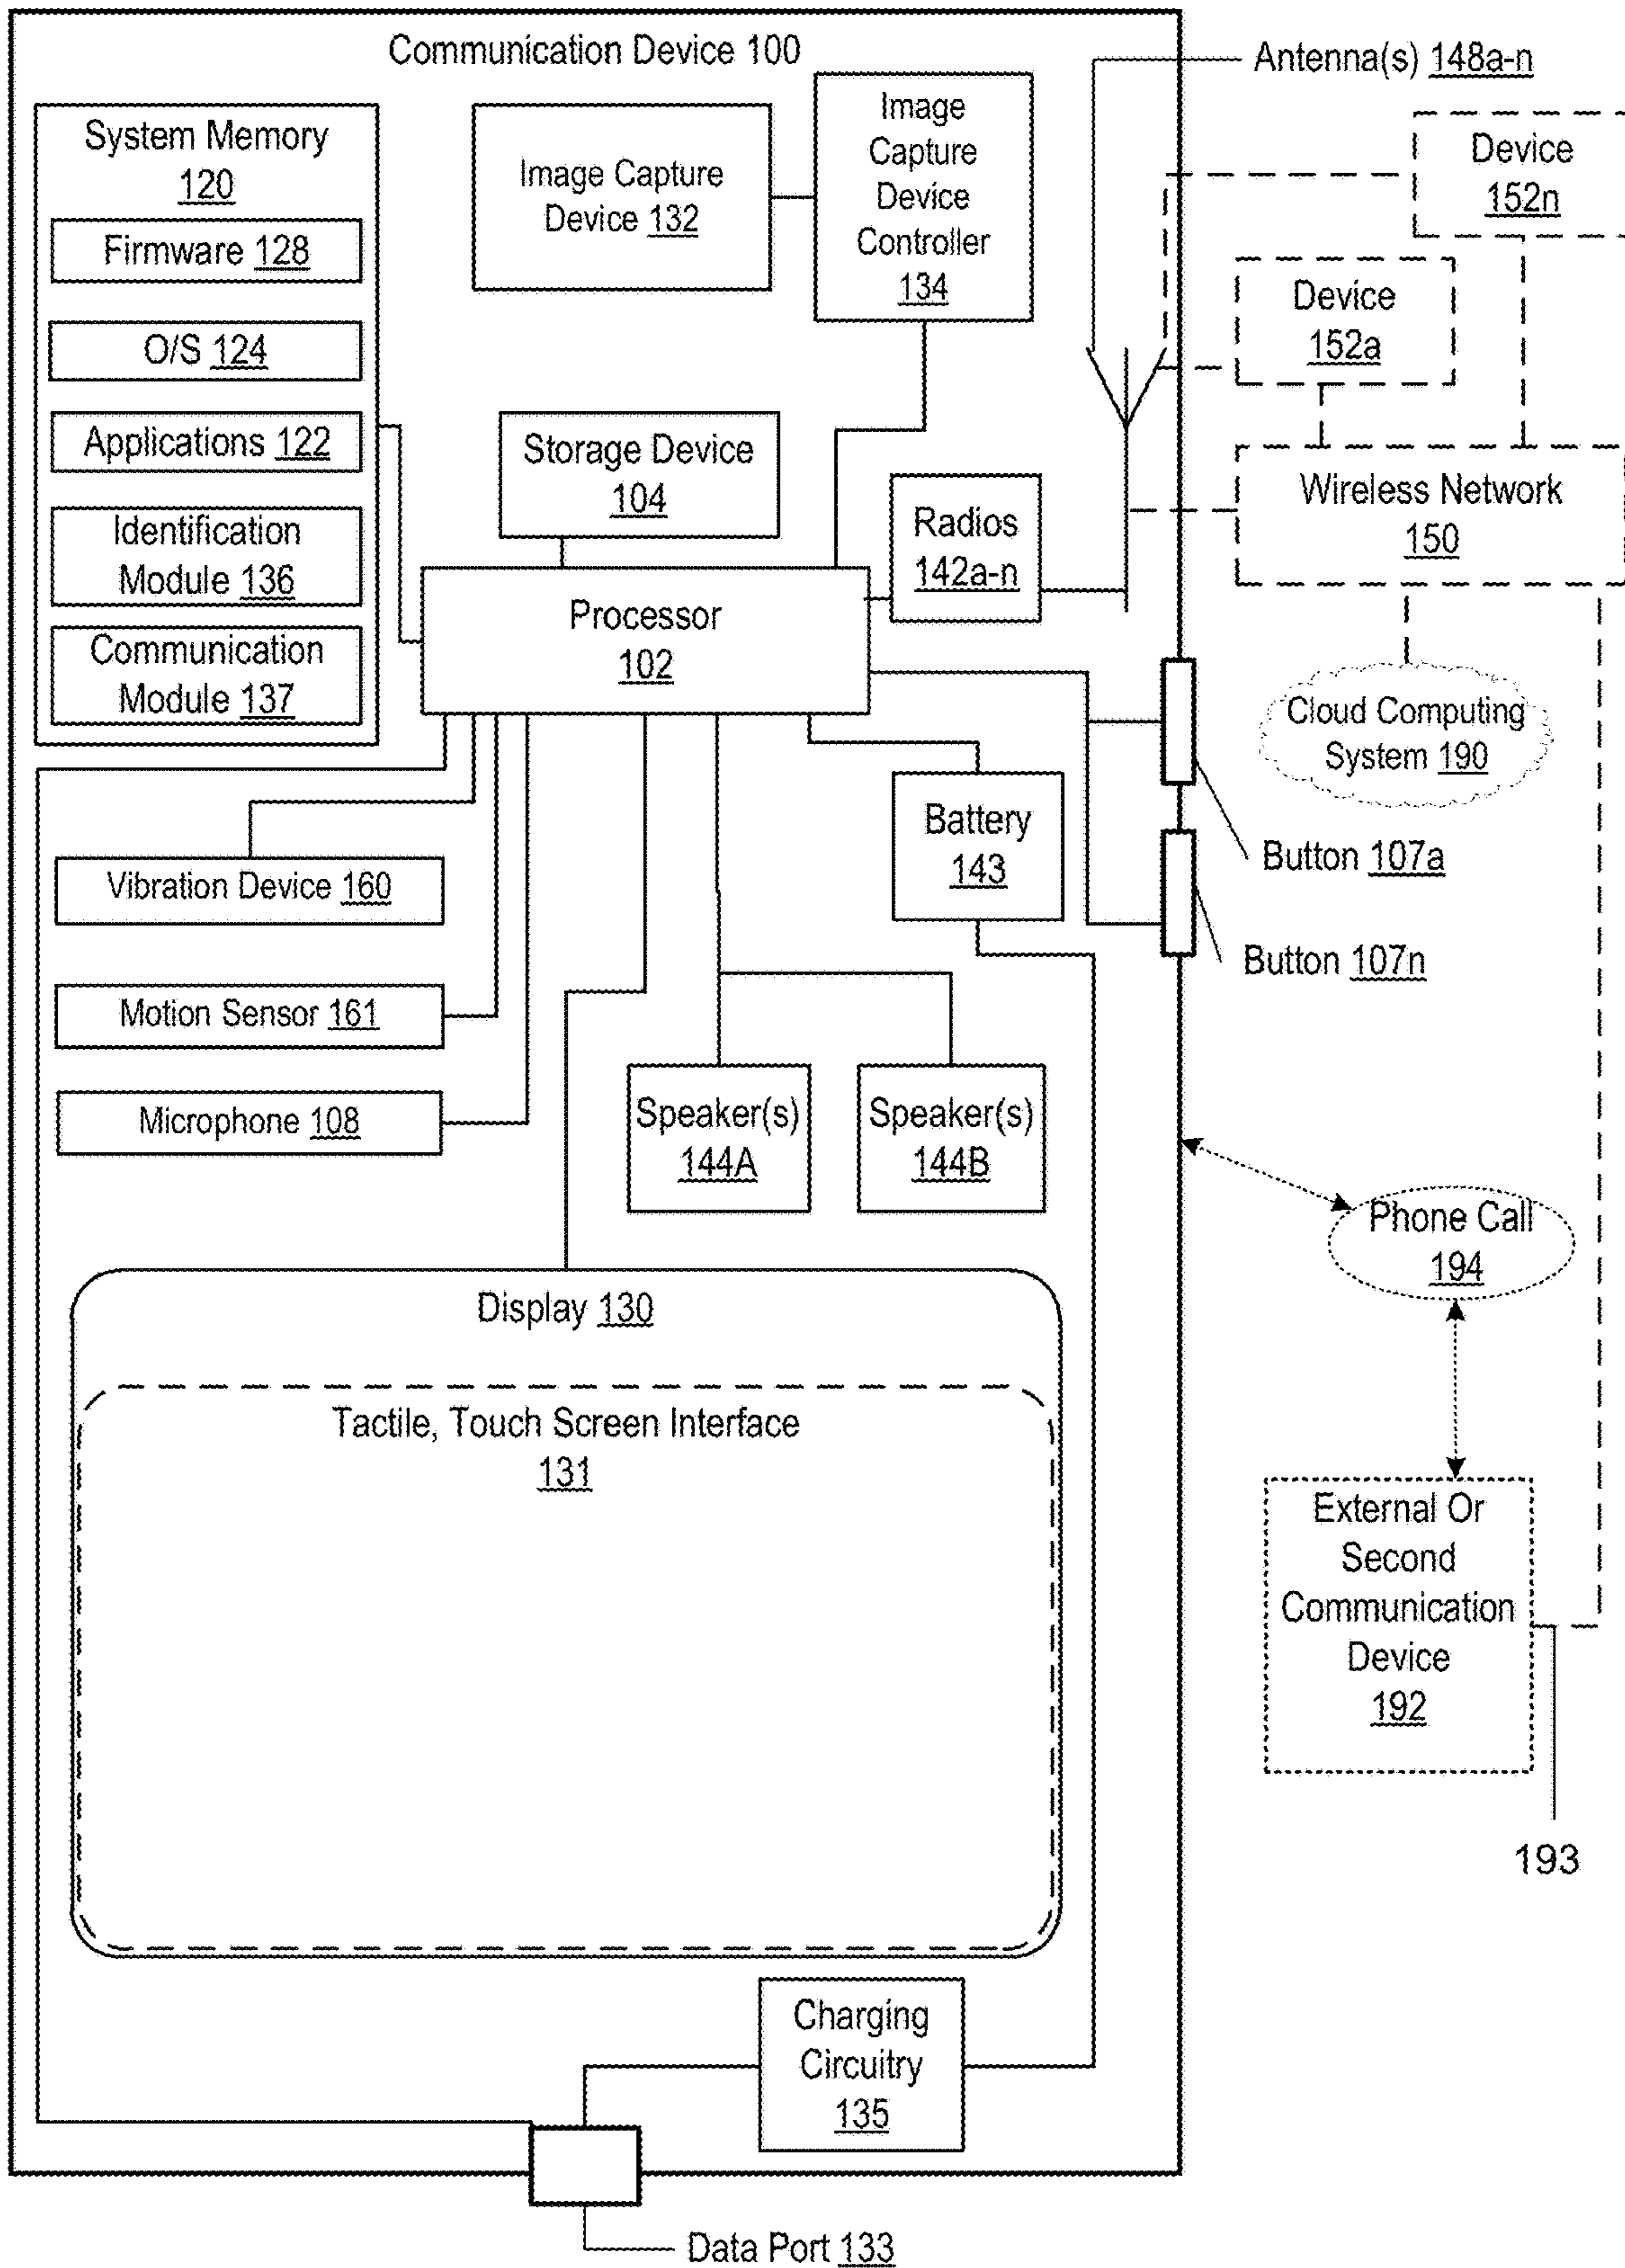 Communication Device 100
Antenna(s) 148a-n
System Memory
120
Firmware 128
O/S 124
Applications 122
Identification
Module 136
Communication
Module 137
Image Capture
Device 132
Image
Capture
Device
Controller
134
Device
152n
Device
152a
Storage Device
104
Radios
142a-n
Wireless Network
150
Processor
102
Cloud Computing
System 190
Battery
143
Button 107a
Button 107n
Vibration Device 160
Motion Sensor 161
Microphone 108
Speaker(s)
144A
Speaker(s)
144B
Phone Call
194
Display 130
Tactile, Touch Screen Interface
131
External Or
Second
Communication
Device
192
193
Charging
Circuitry
135
Data Port 133